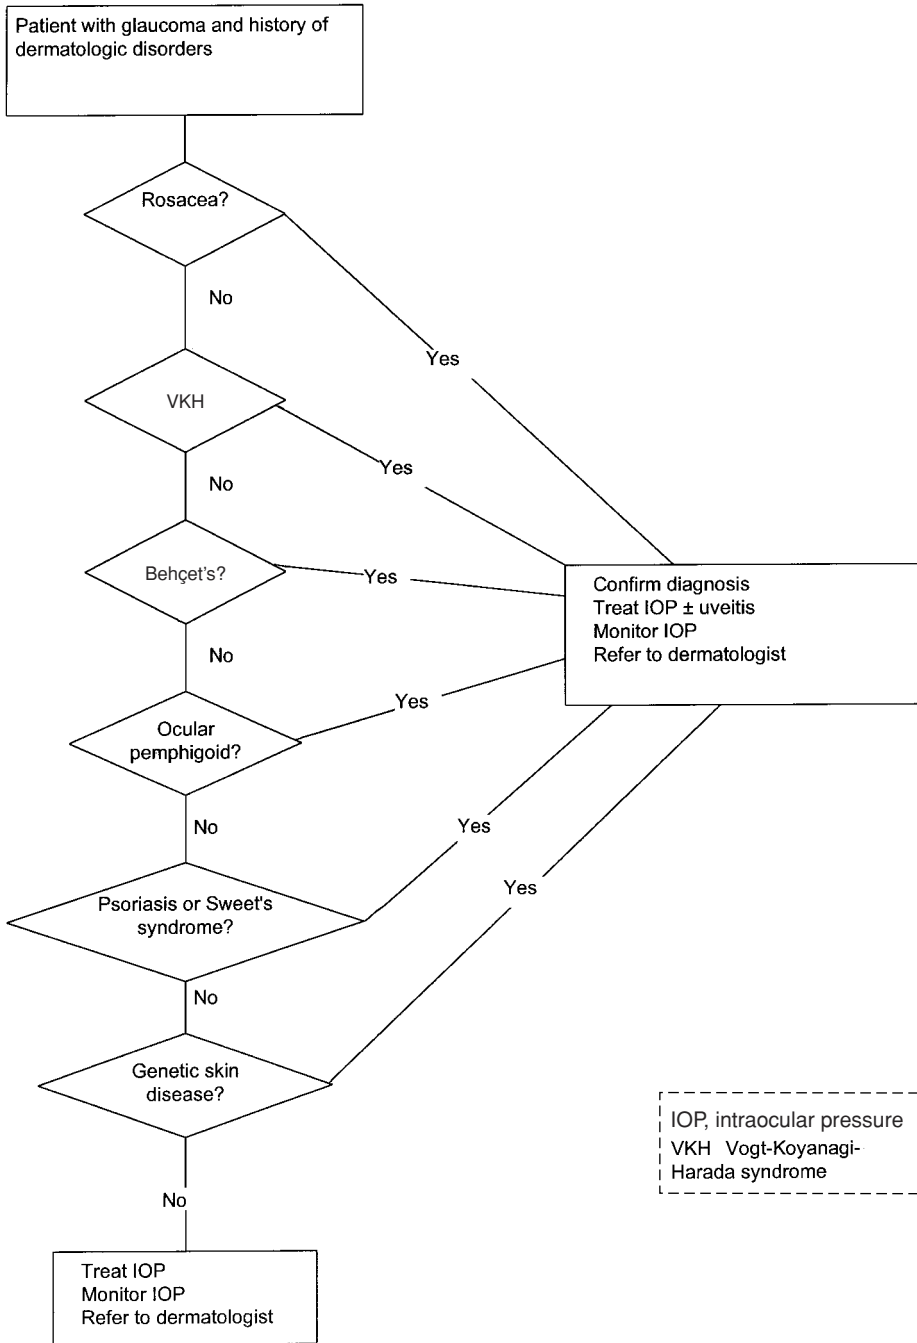 Patient with glaucoma and history of
dermatologic disorders
Rosacea?
No
Yes
VKH
Yes
No
Behçet's?
Yes
No
Confirm diagnosis
Treat IOP ± uveitis
Monitor IOP
Refer to dermatologist
Ocular
pemphigoid?
Yes
No
Yes
Psoriasis or Sweet's
syndrome?
Yes
No
Genetic skin
disease?
No
IOP, intraocular pressure
VKH Vogt-Koyanagi-
Harada syndrome
Treat IOP
Monitor IOP
Refer to dermatologist